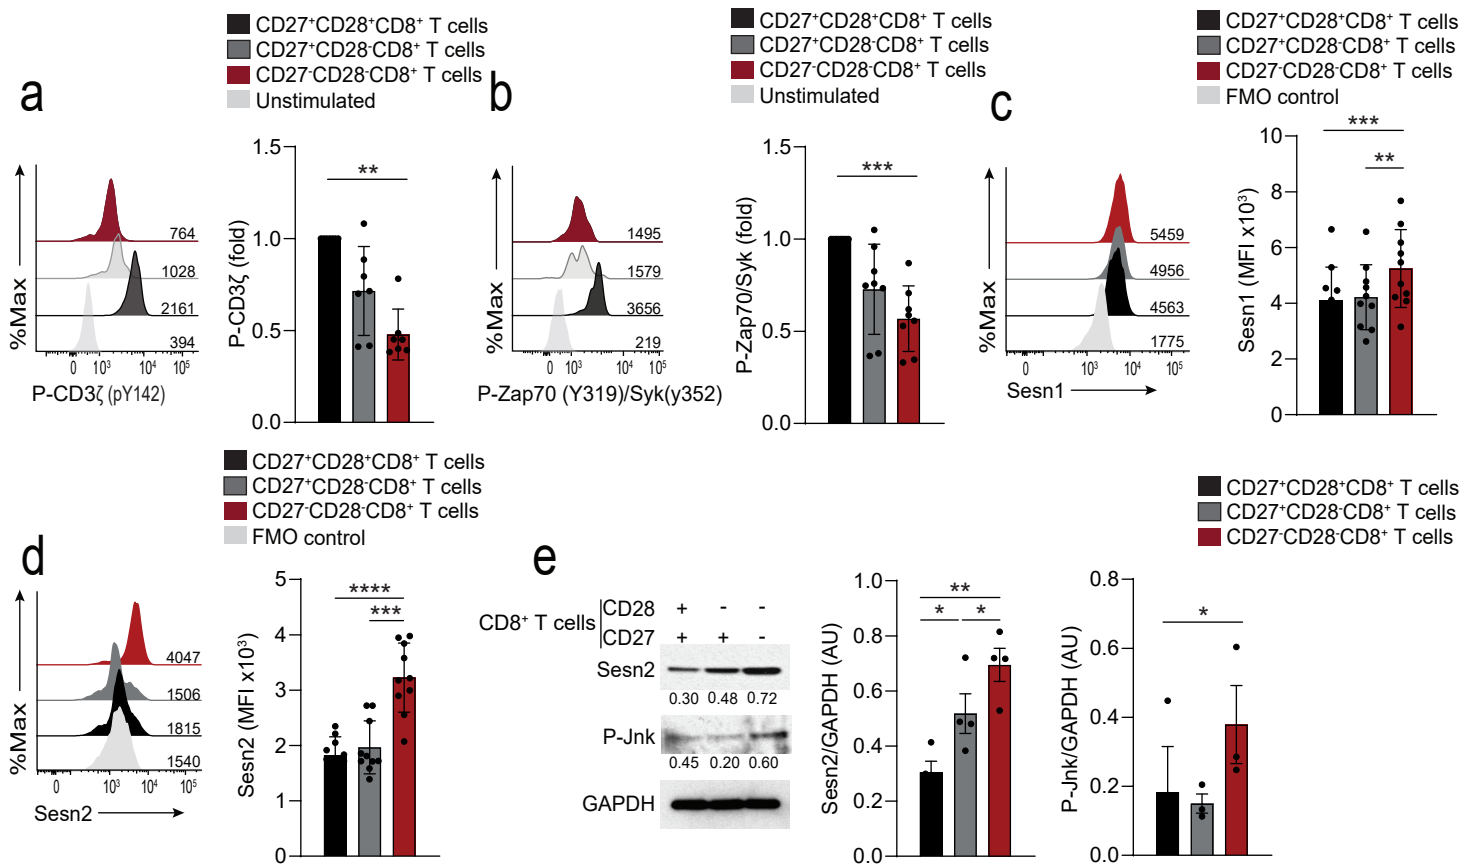 a
CD27⁺CD28⁺CD8⁺ T cells
CD27⁺CD28⁻CD8⁺ T cells
CD27⁻CD28⁻CD8⁺ T cells
Unstimulated
%Max
764
1028
2161
394
0 10³ 10⁴ 10⁵
P-CD3ζ (pY142)
P-CD3ζ (fold)
1.5
1.0
0.5
0.0
**
b
CD27⁺CD28⁺CD8⁺ T cells
CD27⁺CD28⁻CD8⁺ T cells
CD27⁻CD28⁻CD8⁺ T cells
Unstimulated
%Max
1495
1579
3656
219
0 10³ 10⁴ 10⁵
P-Zap70 (Y319)/Syk(y352)
P-Zap70/Syk (fold)
1.5
1.0
0.5
0.0
***
c
CD27⁺CD28⁺CD8⁺ T cells
CD27⁺CD28⁻CD8⁺ T cells
CD27⁻CD28⁻CD8⁺ T cells
FMO control
%Max
5459
4956
4563
1775
0 10³ 10⁴ 10⁵
Sesn1
Sesn1 (MFI x10³)
10
8
6
4
2
0
***
**
d
CD27⁺CD28⁺CD8⁺ T cells
CD27⁺CD28⁻CD8⁺ T cells
CD27⁻CD28⁻CD8⁺ T cells
FMO control
%Max
4047
1506
1815
1540
0 10³ 10⁴ 10⁵
Sesn2
Sesn2 (MFI x10³)
5
4
3
2
1
0
****
***
e
CD8⁺ T cells
CD28 + - -
CD27 + + -
Sesn2
0.30 0.48 0.72
P-Jnk
0.45 0.20 0.60
GAPDH
Sesn2/GAPDH (AU)
1.0
0.8
0.6
0.4
0.2
0.0
**
* *
CD27⁺CD28⁺CD8⁺ T cells
CD27⁺CD28⁻CD8⁺ T cells
CD27⁻CD28⁻CD8⁺ T cells
P-Jnk/GAPDH (AU)
0.8
0.6
0.4
0.2
0.0
*